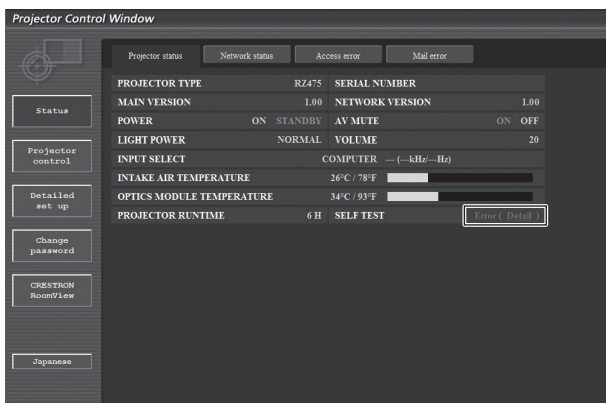 Projector Control Window
Projector status Network status Access error Mail error
PROJECTOR TYPE RZ475 SERIAL NUMBER
MAIN VERSION 1.00 NETWORK VERSION 1.00
POWER ON STANDBY AV MUTE ON OFF
LIGHT POWER NORMAL VOLUME 20
INPUT SELECT COMPUTER --- (---kHz/---Hz)
INTAKE AIR TEMPERATURE 26°C / 78°F
OPTICS MODULE TEMPERATURE 34°C / 93°F
PROJECTOR RUNTIME 6 H SELF TEST Error ( Detail )
Status
Projector
control
Detailed
set up
Change
password
CRESTRON
RoomView
Japanese